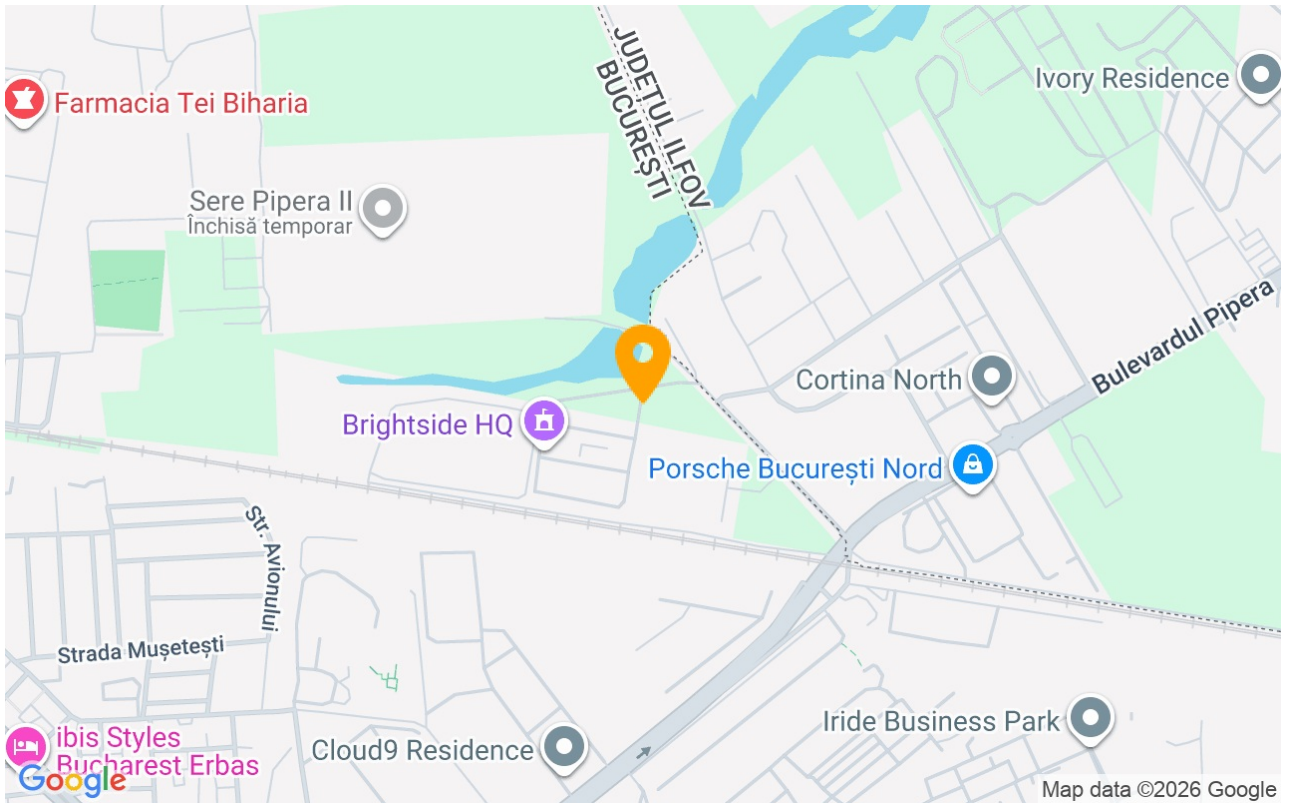 JUDEȚUL ILFOV
BUCUREȘTI
Ivory Residence
Farmacia Tei Biharia
Sere Pipera II
Închisă temporar
Bulevardul Pipera
Cortina North
Brightside HQ
Porsche București Nord
Str. Avionului
Strada Mușetești
Iride Business Park
ibis Styles
Bucharest Erbas
Cloud9 Residence
Google
Map data ©2026 Google